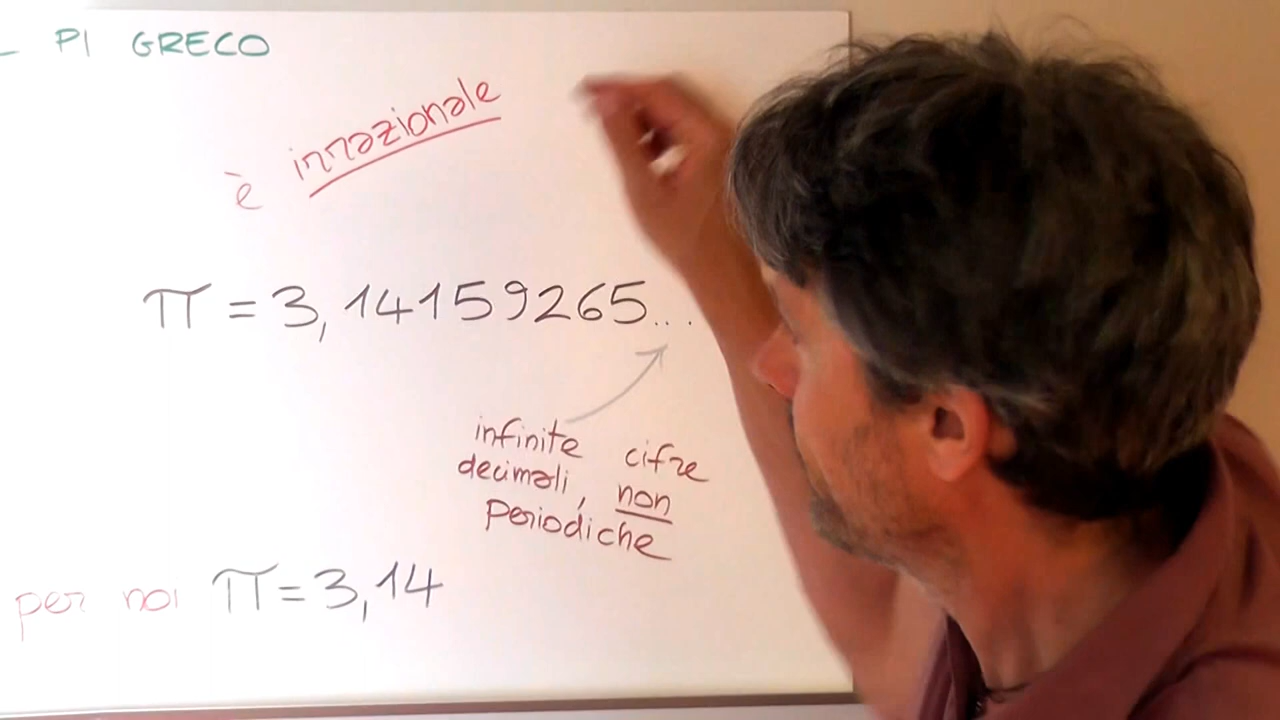 PI GRECO
è irrazionale
π = 3,14159265...
infinite cifre
decimali, non
periodiche
per noi π = 3,14